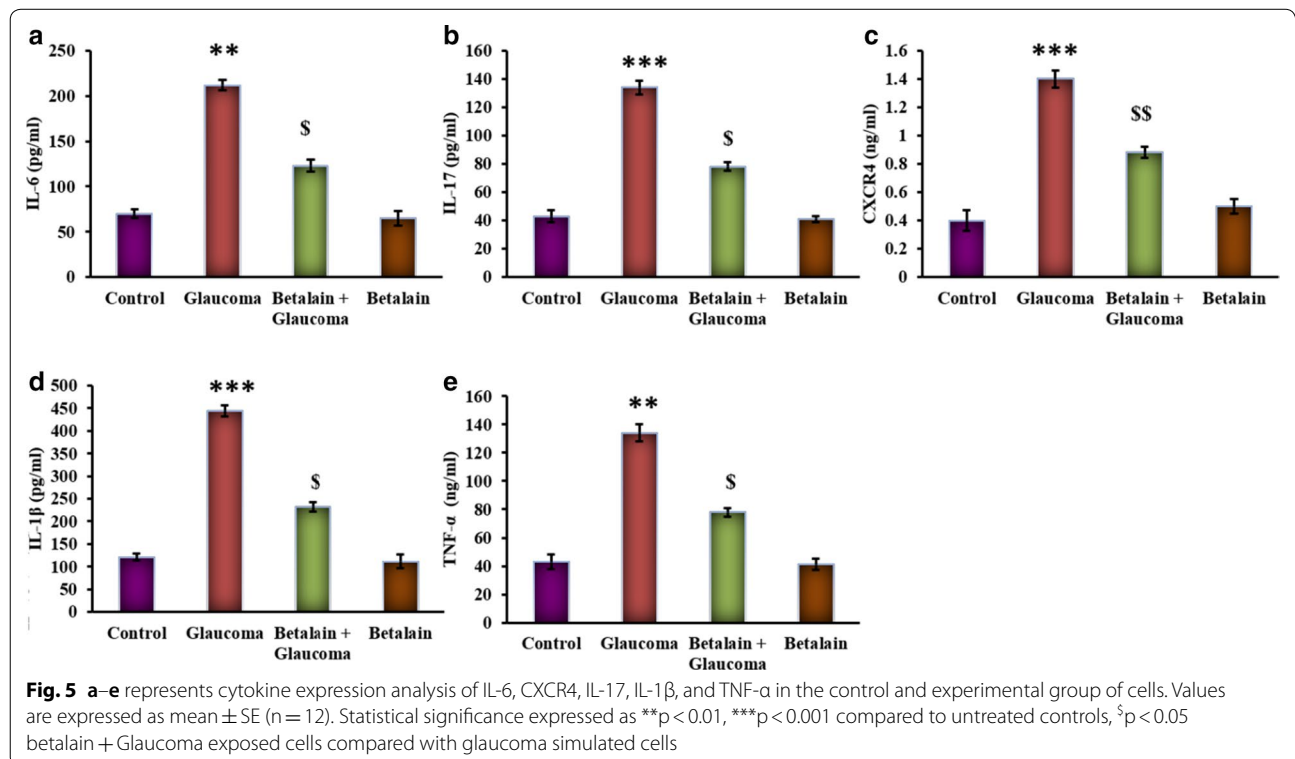 a
250
200
150
100
50
0
IL-6 (pg/ml)
**
$
Control
Glaucoma
Betalain +
Glaucoma
Betalain
b
160
140
120
100
80
60
40
20
0
IL-17 (pg/ml)
***
$
Control
Glaucoma
Betalain +
Glaucoma
Betalain
c
1.6
1.4
1.2
1
0.8
0.6
0.4
0.2
0
CXCR4 (ng/ml)
***
$$
Control
Glaucoma
Betalain +
Glaucoma
Betalain
d
500
450
400
350
300
250
200
150
100
50
0
IL-1β (pg/ml)
***
$
Control
Glaucoma
Betalain +
Glaucoma
Betalain
e
160
140
120
100
80
60
40
20
0
TNF-α (ng/ml)
**
$
Control
Glaucoma
Betalain +
Glaucoma
Betalain
Fig. 5 a–e represents cytokine expression analysis of IL-6, CXCR4, IL-17, IL-1β, and TNF-α in the control and experimental group of cells. Values
are expressed as mean ± SE (n = 12). Statistical significance expressed as **p < 0.01, ***p < 0.001 compared to untreated controls, $p < 0.05
betalain + Glaucoma exposed cells compared with glaucoma simulated cells